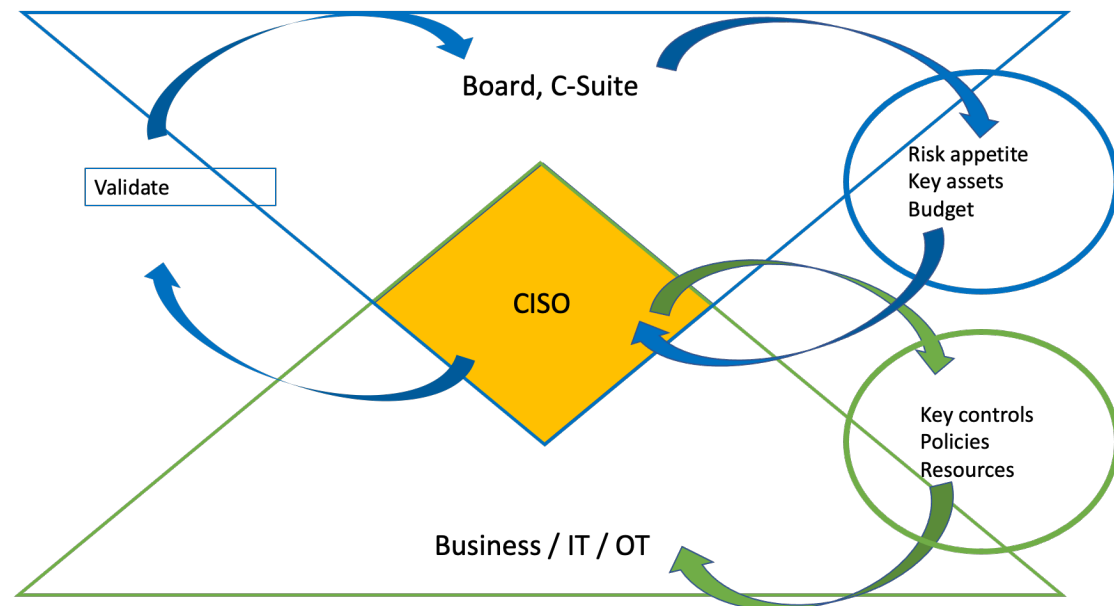 Board, C-Suite
Risk appetite
Key assets
Budget
Validate
CISO
Key controls
Policies
Resources
Business / IT / OT